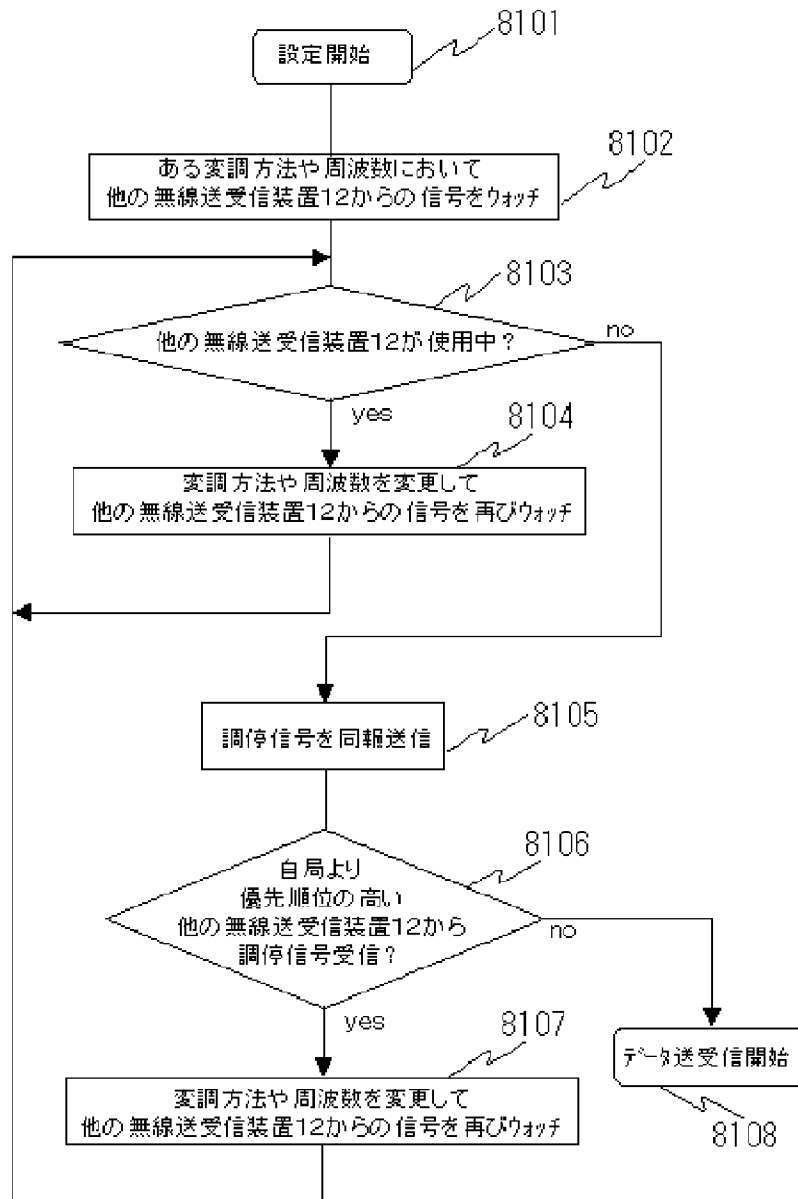 8101
設定開始
8102
ある変調方法や周波数において
他の無線送受信装置12からの信号をウォッチ
8103
他の無線送受信装置12が使用中？
no
yes
8104
変調方法や周波数を変更して
他の無線送受信装置12からの信号を再びウォッチ
8105
調停信号を同報送信
8106
自局より
優先順位の高い
他の無線送受信装置12から
調停信号受信？
no
yes
8107
変調方法や周波数を変更して
他の無線送受信装置12からの信号を再びウォッチ
データ送受信開始
8108